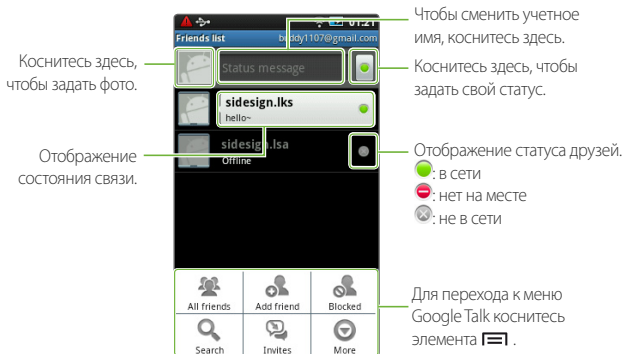 01:21
Friends list buddy1107@gmail.com
Status message
sidesign.lks
hello~
sidesign.lsa
Offline
All friends Add friend Blocked
Search Invites More
Коснитесь здесь,
чтобы задать фото.
Отображение
состояния связи.
Чтобы сменить учетное
имя, коснитесь здесь.
Коснитесь здесь, чтобы
задать свой статус.
Отображение статуса друзей.
: в сети
: нет на месте
: не в сети
Для перехода к меню
Google Talk коснитесь
элемента .